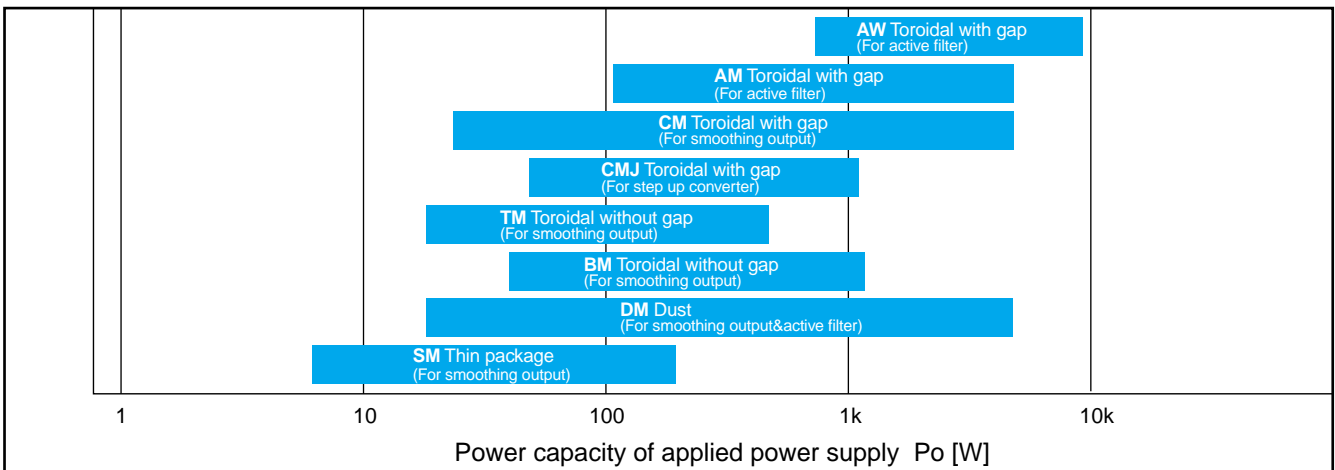 AW Toroidal with gap
(For active filter)
AM Toroidal with gap
(For active filter)
CM Toroidal with gap
(For smoothing output)
CMJ Toroidal with gap
(For step up converter)
TM Toroidal without gap
(For smoothing output)
BM Toroidal without gap
(For smoothing output)
DM Dust
(For smoothing output&active filter)
SM Thin package
(For smoothing output)
1 10 100 1k 10k
Power capacity of applied power supply Po [W]